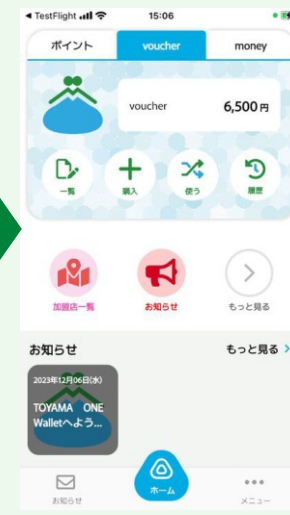 ◀ TestFlight 15:06
ポイント voucher money
voucher 6,500 円
一覧 購入 使う 履歴
加盟店一覧 お知らせ もっと見る
お知らせ もっと見る
2023年12月06日(水)
TOYAMA ONE
Walletへよう...
お知らせ ホーム メニュー